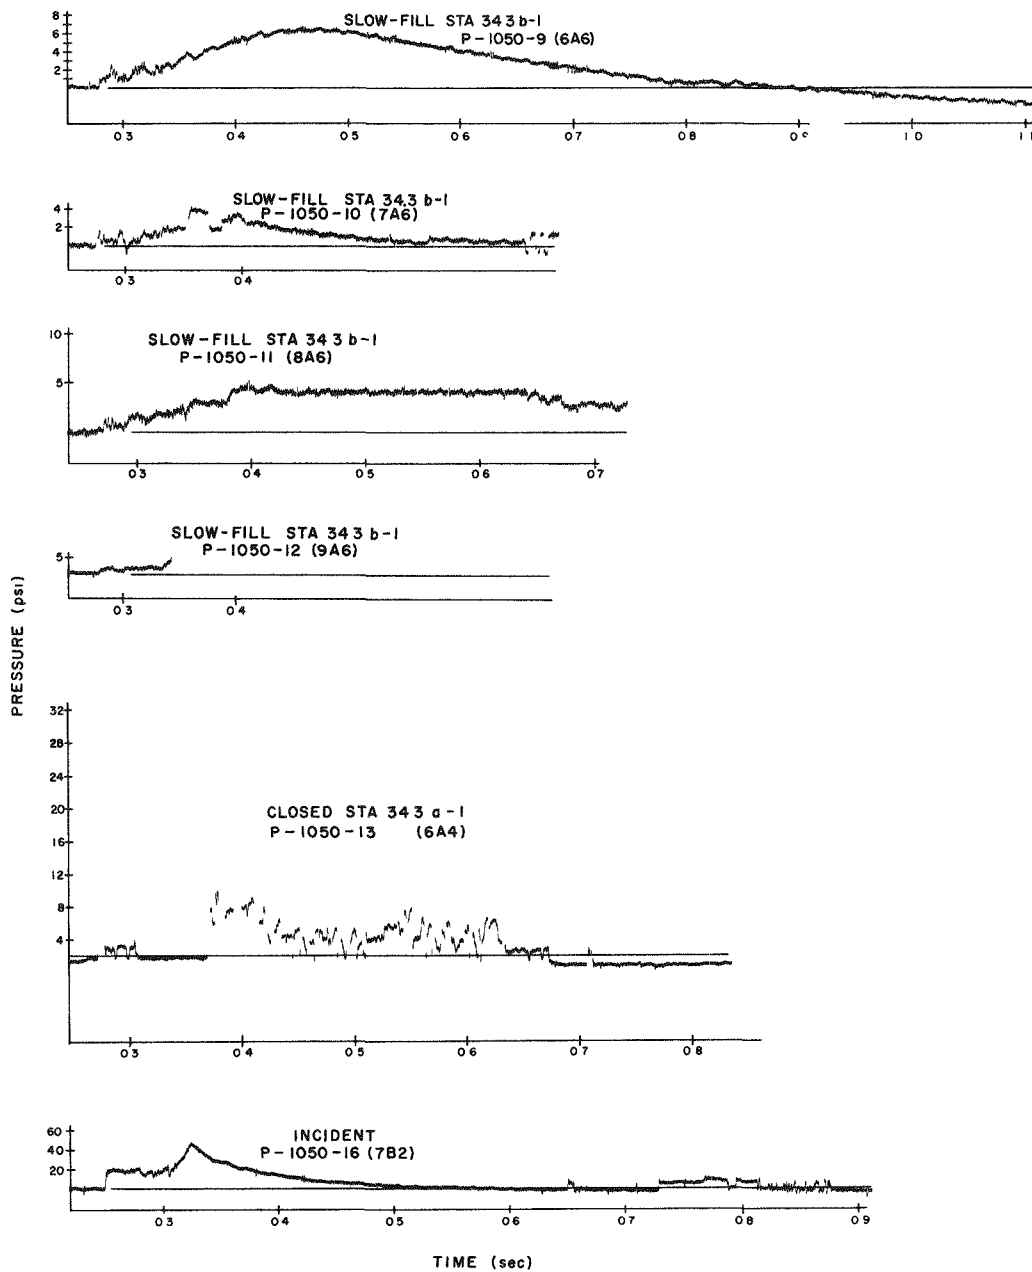 SLOW-FILL STA 343 b-1
P-1050-9 (6A6)
8
6
4
2
03 04 05 06 07 08 10
SLOW-FILL STA 34.3 b-1
P-1050-10 (7A6)
4
2
03 04
SLOW-FILL STA 343 b-1
P-1050-11 (8A6)
10
5
03 04 05 06 07
SLOW-FILL STA 343 b-1
P-1050-12 (9A6)
5
03 04
PRESSURE (psi)
CLOSED STA 343 a-1
P-1050-13 (6A4)
32
28
24
20
16
12
8
4
03 04 05 06 07 08
INCIDENT
P-1050-16 (7B2)
60
40
20
03 04 05 06 07 08 09
TIME (sec)